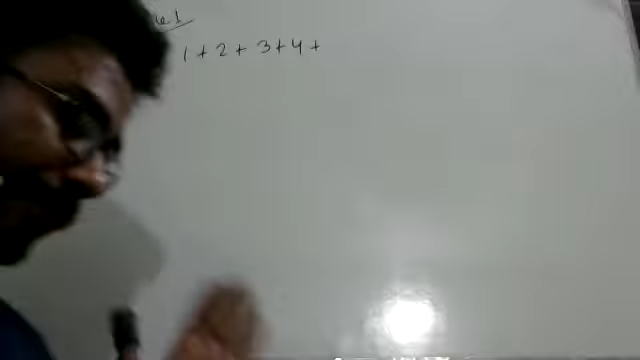 1 + 2 + 3 + 4 +